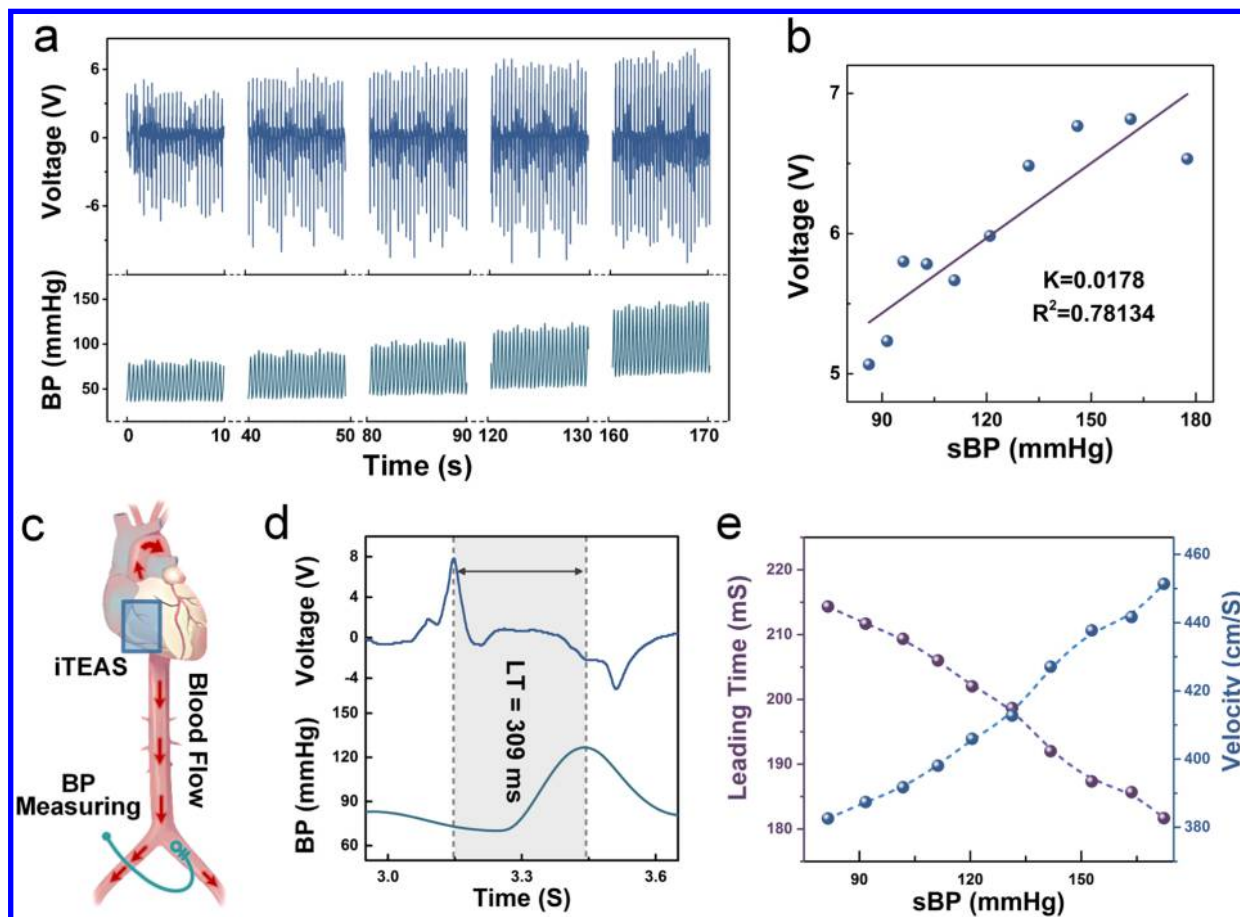 a
Voltage (V)
6
0
-6
BP (mmHg)
150
100
50
0 10 40 50 80 90 120 130 160 170
Time (s)
b
Voltage (V)
7
6
5
K=0.0178
R²=0.78134
90 120 150 180
sBP (mmHg)
c
iTEAS
Blood Flow
BP
Measuring
d
Voltage (V)
8
4
0
-4
BP (mmHg)
150
120
90
60
LT = 309 ms
3.0 3.3 3.6
Time (S)
e
Leading Time (mS)
220
210
200
190
180
Velocity (cm/S)
460
440
420
400
380
90 120 150
sBP (mmHg)